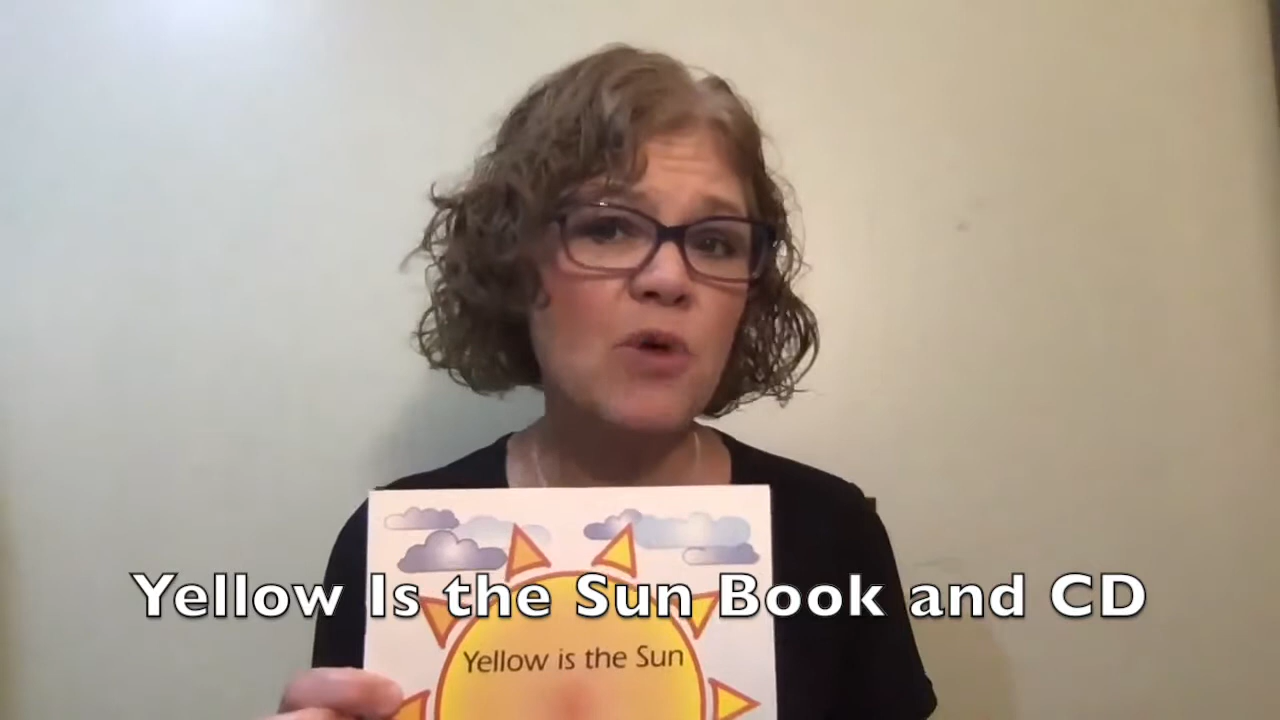 Yellow Is the Sun Book and CD
Yellow is the Sun